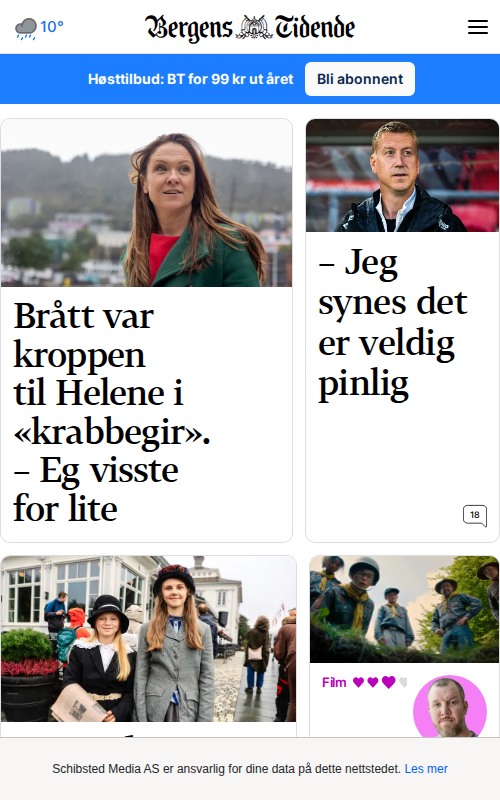 10°
Bergens Tidende
Høsttilbud: BT for 99 kr ut året
Bli abonnent
Brått var
kroppen
til Helene i
«krabbegir».
– Eg visste
for lite
– Jeg
synes det
er veldig
pinlig
18
Film
Schibsted Media AS er ansvarlig for dine data på dette nettstedet. Les mer